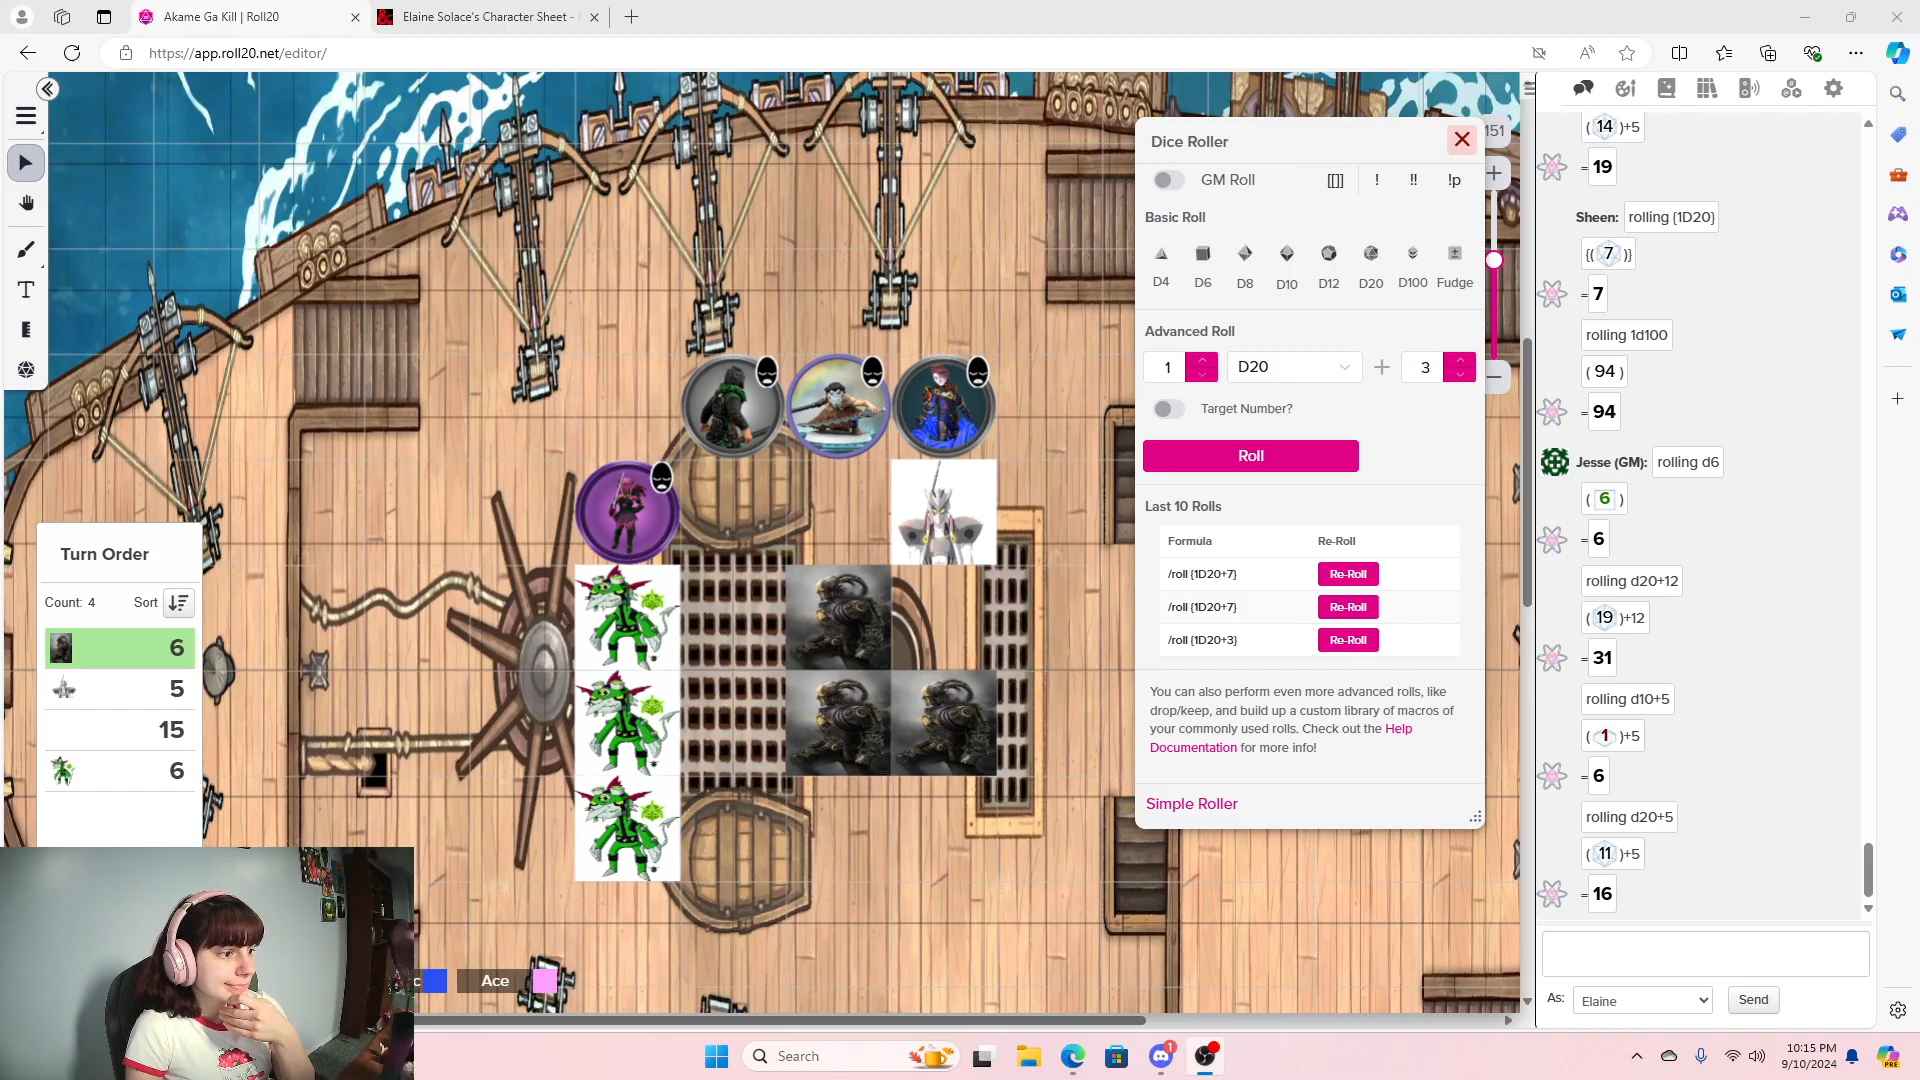 Akame Ga Kill | Roll20
Elaine Solace's Character Sheet -
https://app.roll20.net/editor/
151
Dice Roller
GM Roll
[[]]
!
!!
!p
Basic Roll
D4
D6
D8
D10
D12
D20
D100
Fudge
Advanced Roll
1
D20
3
Target Number?
Roll
Last 10 Rolls
Formula
Re-Roll
/roll {1D20+7}
Re-Roll
/roll {1D20+7}
Re-Roll
/roll {1D20+3}
Re-Roll
You can also perform even more advanced rolls, like
drop/keep, and build up a custom library of macros of
your commonly used rolls. Check out the Help
Documentation for more info!
Simple Roller
Turn Order
Count: 4
Sort
6
5
15
6
c
Ace
(14)+5
=19
Sheen: rolling {1D20}
{(7)}
=7
rolling 1d100
(94)
=94
Jesse (GM): rolling d6
(6)
=6
rolling d20+12
(19)+12
=31
rolling d10+5
(1)+5
=6
rolling d20+5
(11)+5
=16
As:
Elaine
Send
Search
1
10:15 PM
9/10/2024
PRE